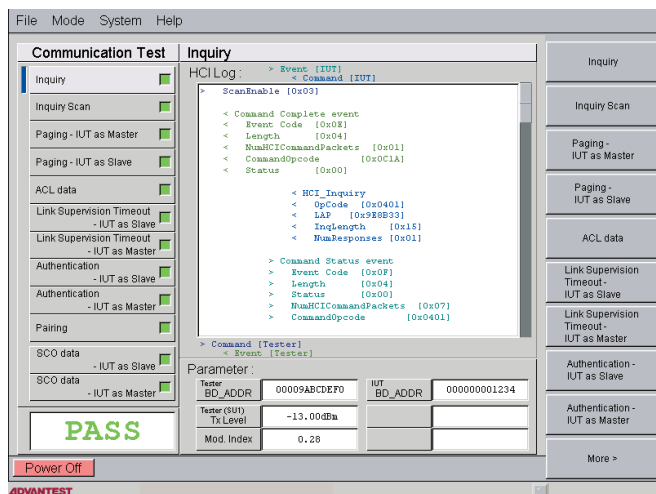 File Mode System Help
Communication Test
Inquiry
Inquiry Scan
Paging - IUT as Master
Paging - IUT as Slave
ACL data
Link Supervision Timeout
- IUT as Slave
Link Supervision Timeout
- IUT as Master
Authentication
- IUT as Slave
Authentication
- IUT as Master
Pairing
SCO data
- IUT as Slave
SCO data
- IUT as Master
PASS
Power Off
ADVANTEST
Inquiry
HCI Log :
> Event [IUT]
< Command [IUT]
> ScanEnable [0x03]
< Command Complete event
< Event Code [0x0E]
< Length [0x04]
< NumHCICommandPackets [0x01]
< CommandOpcode [0x0C1A]
< Status [0x00]
< HCI_Inquiry
< OpCode [0x0401]
< LAP [0x9E8B33]
< InqLength [0x15]
< NumResponses [0x01]
> Command Status event
> Event Code [0x0F]
> Length [0x04]
> Status [0x00]
> NumHCICommandPackets [0x07]
> CommandOpcode [0x0401]
> Command [Tester]
< Event [Tester]
Parameter :
Tester
BD_ADDR
00009ABCDEF0
IUT
BD_ADDR
000000001234
Tester (SU1)
Tx Level
-13.00dBm
Mod. Index
0.28
Inquiry
Inquiry Scan
Paging -
IUT as Master
Paging -
IUT as Slave
ACL data
Link Supervision
Timeout-
IUT as Slave
Link Supervision
Timeout-
IUT as Master
Authentication -
IUT as Slave
Authentication -
IUT as Master
More >